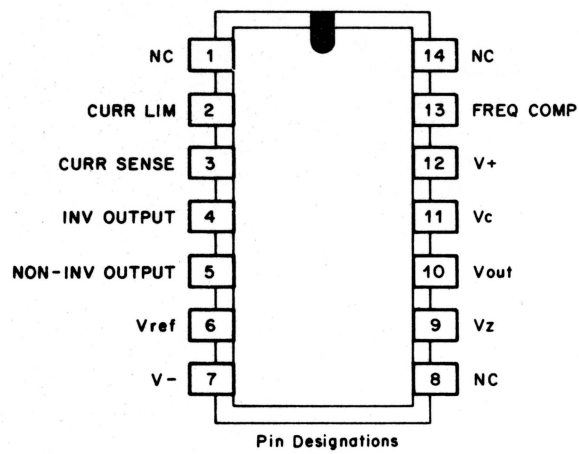 NC 1 14 NC
CURR LIM 2 13 FREQ COMP
CURR SENSE 3 12 V+
INV OUTPUT 4 11 Vc
NON-INV OUTPUT 5 10 Vout
Vref 6 9 Vz
V- 7 8 NC
Pin Designations